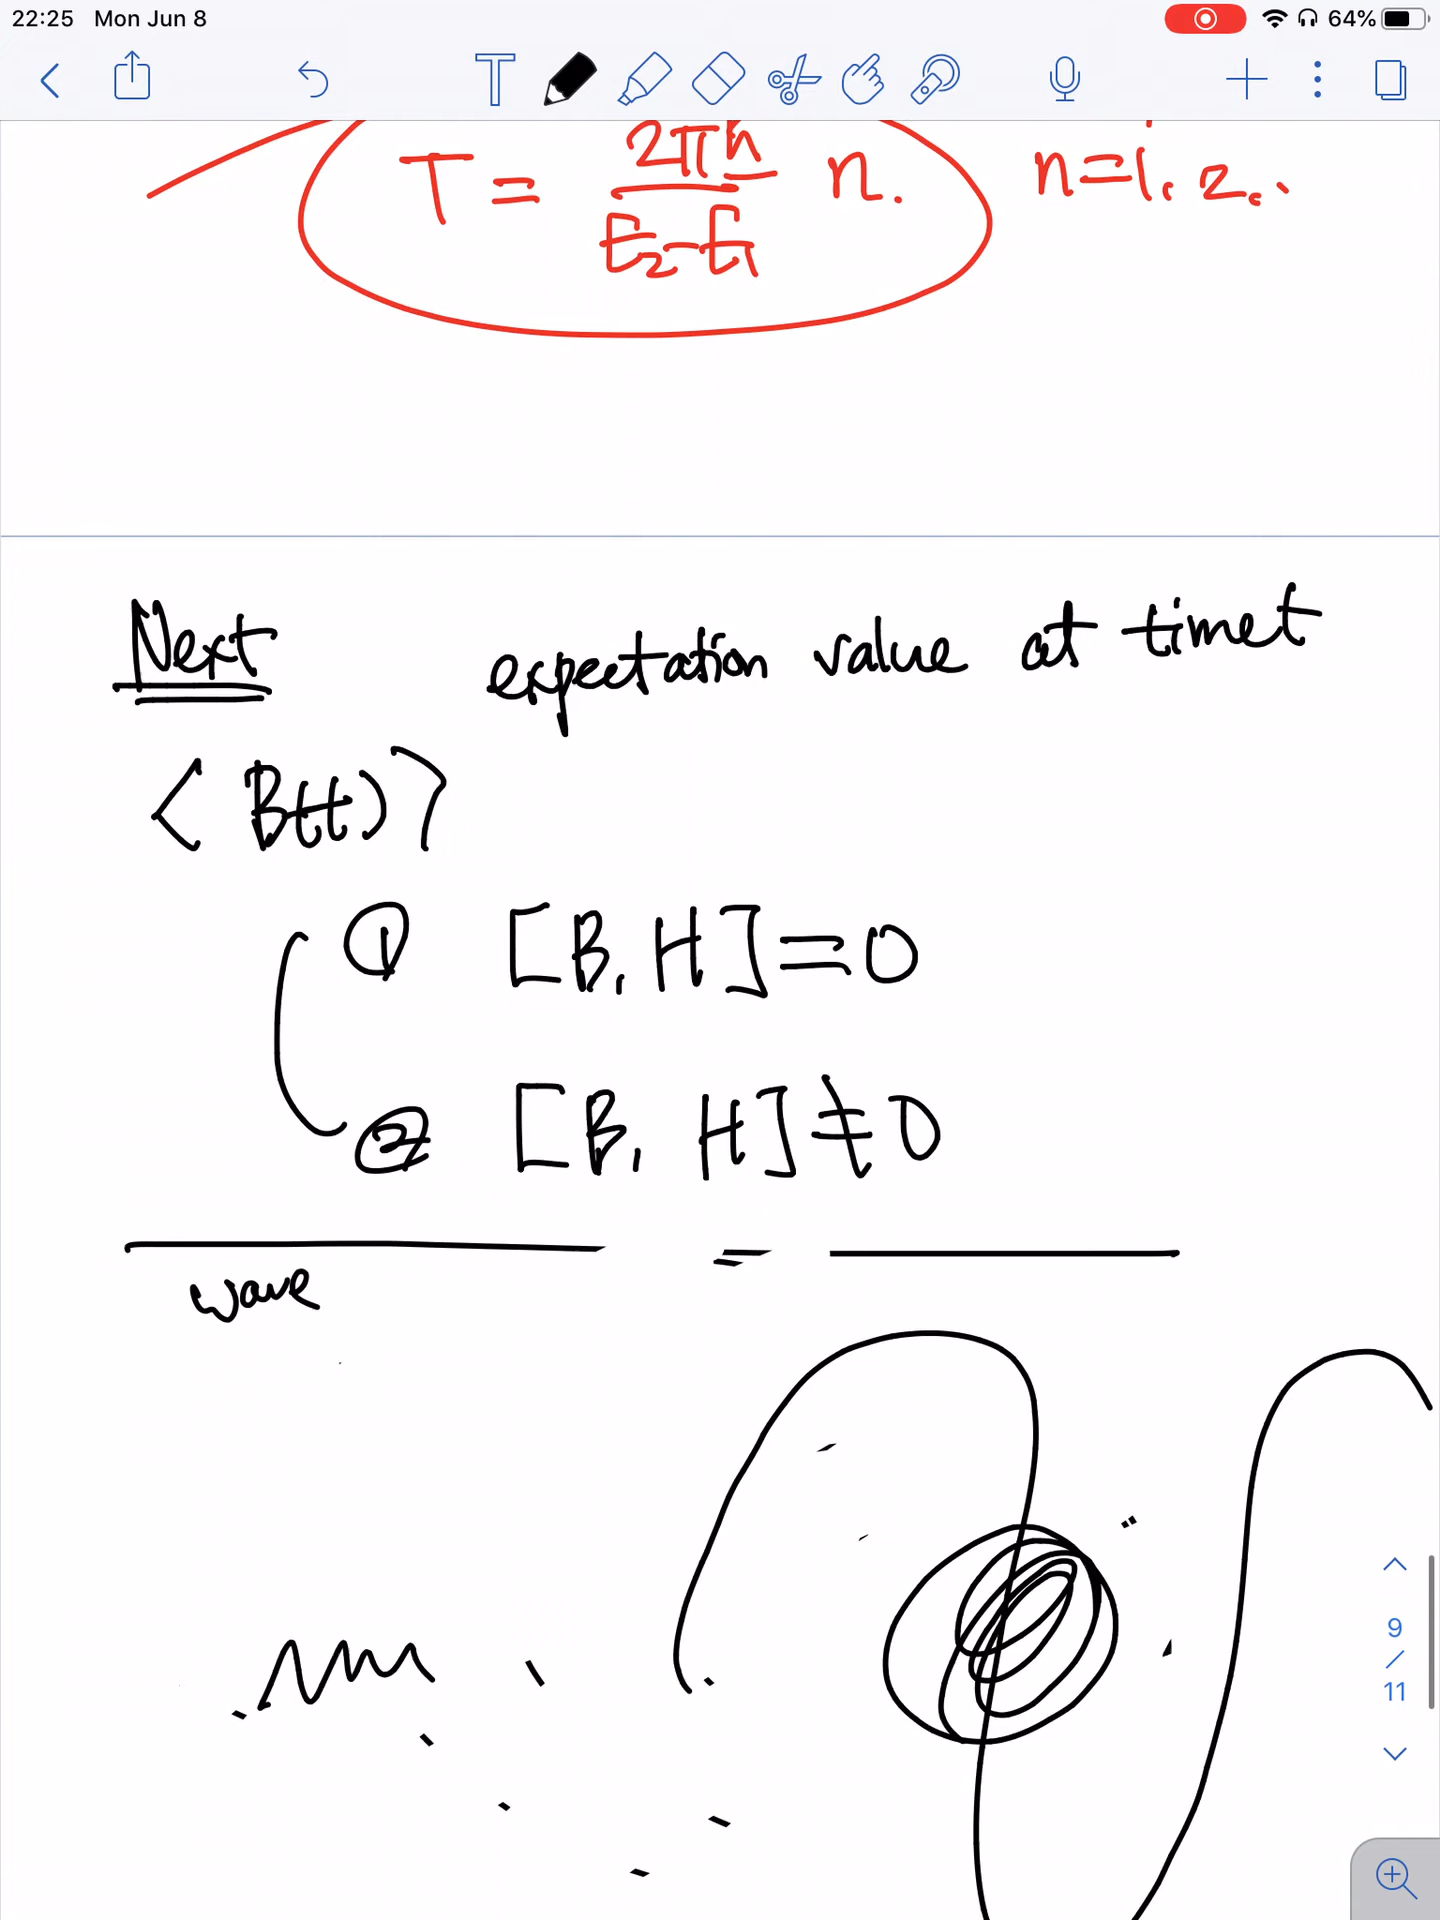 22:25 Mon Jun 8 64%
T = 2πħ / E₂-E₁ n. n=1, 2, ..
Next expectation value at time t
< B(t) >
① [B, H] = 0
② [B, H] ≠ 0
=
wave
9
/
11